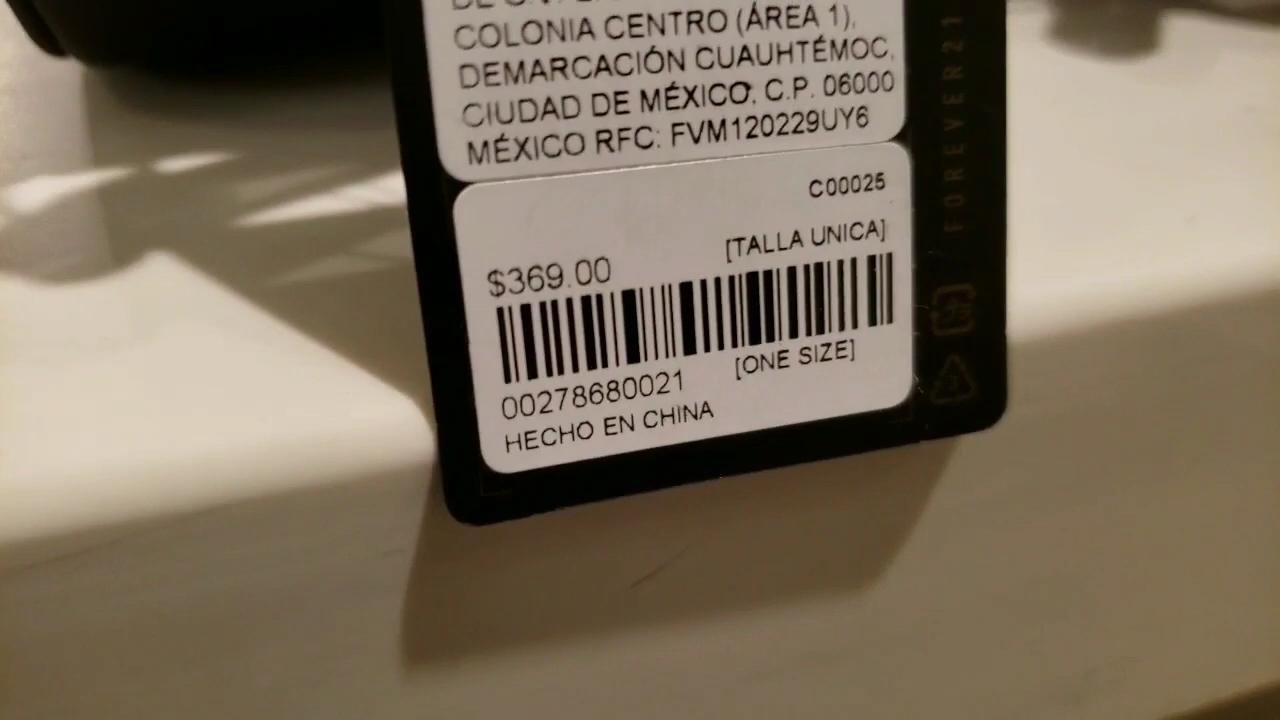 COLONIA CENTRO (ÁREA 1),
DEMARCACIÓN CUAUHTÉMOC,
CIUDAD DE MÉXICO, C.P. 06000
MÉXICO RFC: FVM120229UY6
C00025
[TALLA UNICA]
$369.00
00278680021
[ONE SIZE]
HECHO EN CHINA
FOREVER21